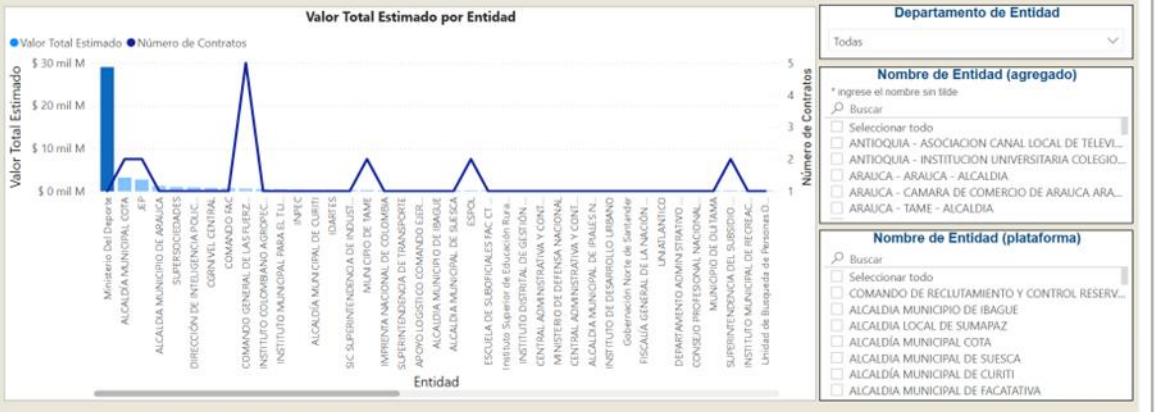 Valor Total Estimado por Entidad
Valor Total Estimado Número de Contratos
Valor Total Estimado
$ 30 mil M
$ 20 mil M
$ 10 mil M
$ 0 mil M
5
4
3
2
1
Número de Contratos
Ministerio Del Deporte
ALCALDÍA MUNICIPAL COTA
JEP
ALCALDIA MUNICIPIO DE ARAUCA
SUPERSOCIEDADES
DIRECCIÓN DE INTELIGENCIA POLIC...
CGRNIVEL CENTRAL
COMANDO FAC
COMANDO GENERAL DE LAS FUERZ...
INSTITUTO COLOMBIANO AGROPEC...
INSTITUTO MUNICIPAL PARA EL T...
INPEC
ALCALDÍA MUNICIPAL DE CURITI
IDARTES
SIC SUPERINTENDENCIA DE INDUST...
MUNICIPIO DE TAME
IMPRENTA NACIONAL DE COLOMBIA
SUPERINTENDENCIA DE TRANSPORTE
APOYO LOGISTICO COMANDO EJER...
ALCALDIA MUNICIPIO DE IBAGUE
ALCALDIA MUNICIPAL DE SUESCA
ESPOL
ESCUELA DE SUBOFICIALES FAC CT ...
Instituto Superior de Educación Rura...
INSTITUTO DISTRITAL DE GESTIÓN ...
CENTRAL ADMINISTRATIVA Y CONT...
MINISTERIO DE DEFENSA NACIONAL
CENTRAL ADMINISTRATIVA Y CONT...
ALCALDIA MUNICIPAL DE IPIALES N...
INSTITUTO DE DESARROLLO URBANO
Gobernación Norte de Santander
FISCALÍA GENERAL DE LA NACIÓN ...
UNIATLANTICO
DEPARTAMENTO ADMINISTRATIVO ...
CONSEJO PROFESIONAL NACIONAL ...
MUNICIPIO DE DUITAMA
SUPERINTENDENCIA DEL SUBSIDIO ...
INSTITUTO MUNICIPAL DE RECREAC...
Unidad de Busqueda de Personas D...
Entidad
Departamento de Entidad
Todas
Nombre de Entidad (agregado)
* ingrese el nombre sin tilde
Buscar
Seleccionar todo
ANTIOQUIA - ASOCIACION CANAL LOCAL DE TELEVI...
ANTIOQUIA - INSTITUCION UNIVERSITARIA COLEGIO...
ARAUCA - ARAUCA - ALCALDIA
ARAUCA - CAMARA DE COMERCIO DE ARAUCA ARA...
ARAUCA - TAME - ALCALDIA
Nombre de Entidad (plataforma)
Buscar
Seleccionar todo
COMANDO DE RECLUTAMIENTO Y CONTROL RESERV...
ALCALDIA MUNICIPIO DE IBAGUE
ALCALDIA LOCAL DE SUMAPAZ
ALCALDÍA MUNICIPAL COTA
ALCALDIA MUNICIPAL DE SUESCA
ALCALDÍA MUNICIPAL DE CURITI
ALCALDIA MUNICIPAL DE FACATATIVA